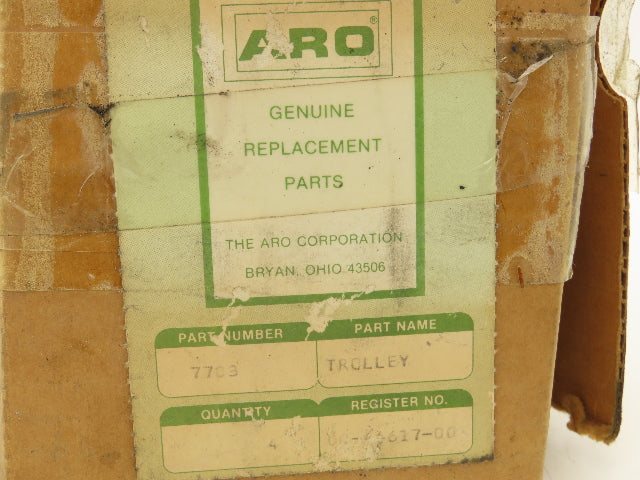 ARO®
GENUINE
REPLACEMENT
PARTS
THE ARO CORPORATION
BRYAN, OHIO 43506
PART NUMBER PART NAME
TROLLEY
QUANTITY REGISTER NO.
4